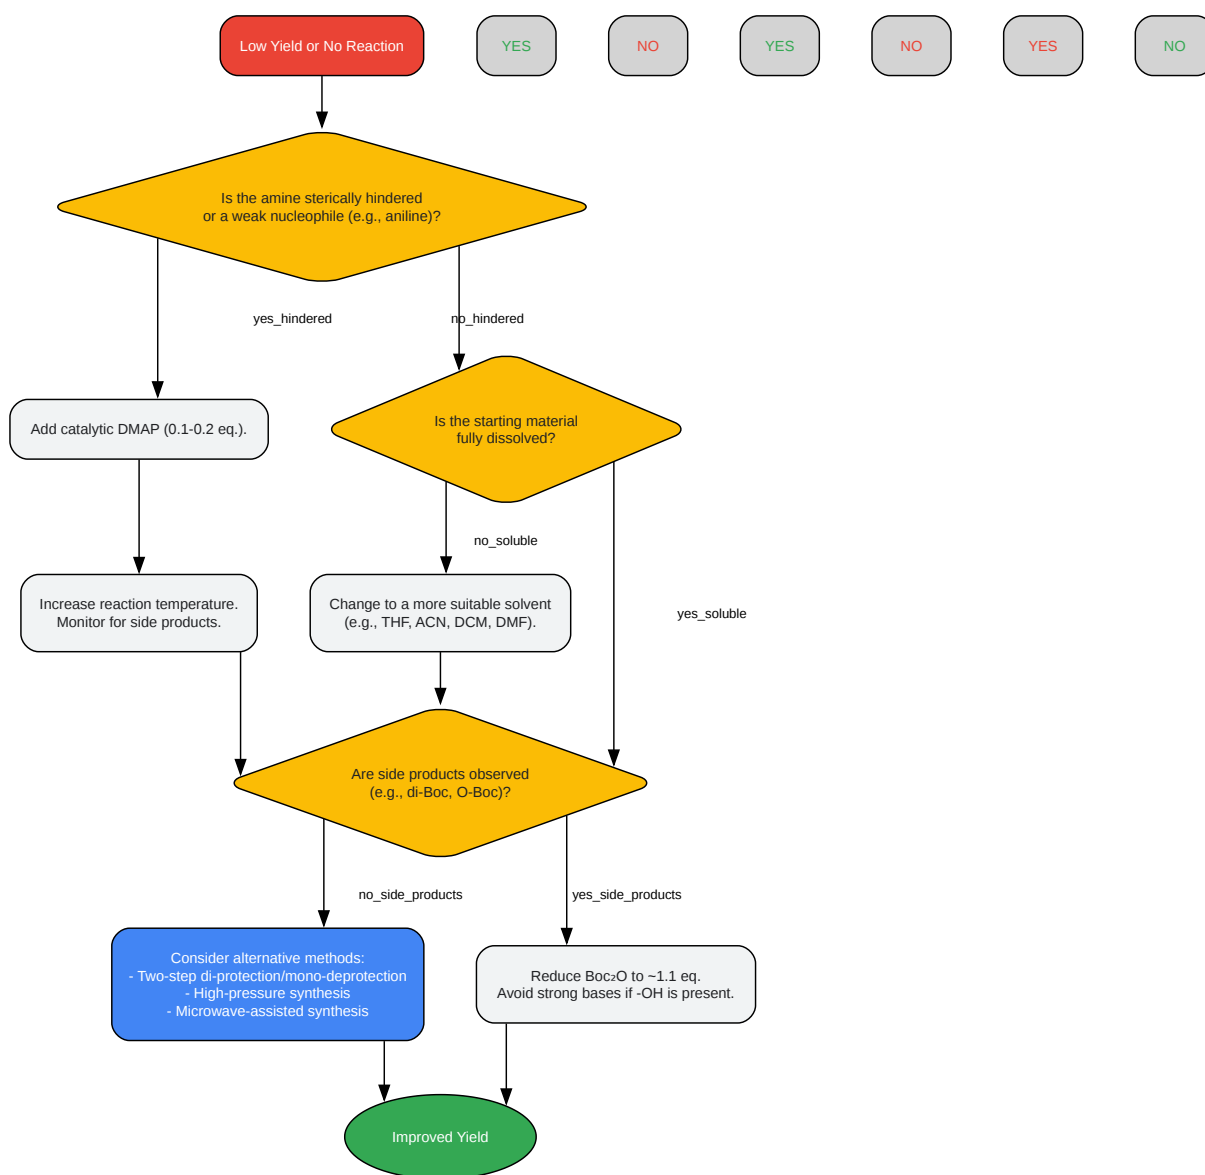 Low Yield or No Reaction
YES
NO
YES
NO
YES
NO
Is the amine sterically hindered
or a weak nucleophile (e.g., aniline)?
yes_hindered
no_hindered
Add catalytic DMAP (0.1-0.2 eq.).
Is the starting material
fully dissolved?
no_soluble
Increase reaction temperature.
Monitor for side products.
Change to a more suitable solvent
(e.g., THF, ACN, DCM, DMF).
yes_soluble
Are side products observed
(e.g., di-Boc, O-Boc)?
no_side_products
yes_side_products
Consider alternative methods:
- Two-step di-protection/mono-deprotection
- High-pressure synthesis
- Microwave-assisted synthesis
Reduce Boc₂O to ~1.1 eq.
Avoid strong bases if -OH is present.
Improved Yield